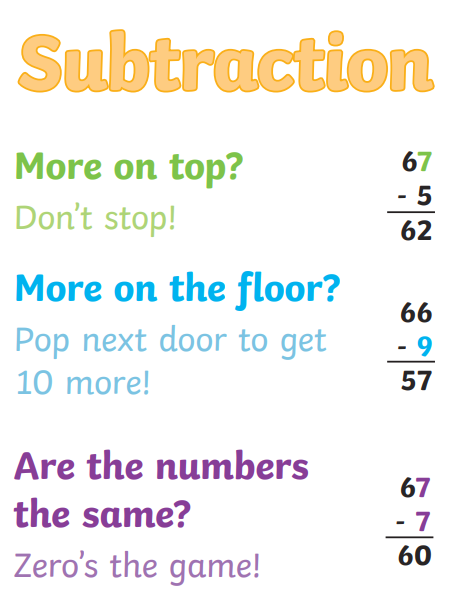 Subtraction
More on top?
Don't stop!
67
- 5
62
More on the floor?
Pop next door to get
10 more!
66
- 9
57
Are the numbers
the same?
Zero's the game!
67
- 7
60